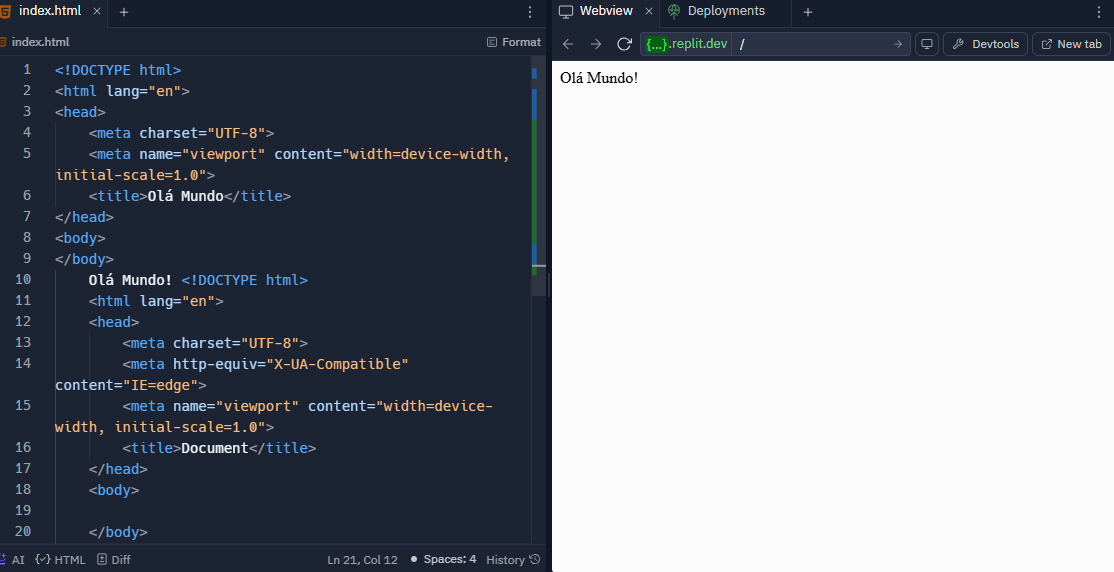 index.html
Webview
Deployments
index.html
Format
{...}.replit.dev
/
Devtools
New tab
1 <!DOCTYPE html>
2 <html lang="en">
3 <head>
4 <meta charset="UTF-8">
5 <meta name="viewport" content="width=device-width,
initial-scale=1.0">
6 <title>Olá Mundo</title>
7 </head>
8 <body>
9 </body>
10 Olá Mundo! <!DOCTYPE html>
11 <html lang="en">
12 <head>
13 <meta charset="UTF-8">
14 <meta http-equiv="X-UA-Compatible"
content="IE=edge">
15 <meta name="viewport" content="width=device-
width, initial-scale=1.0">
16 <title>Document</title>
17 </head>
18 <body>
19
20 </body>
AI
HTML
Diff
Ln 21, Col 12
Spaces: 4
History
Olá Mundo!